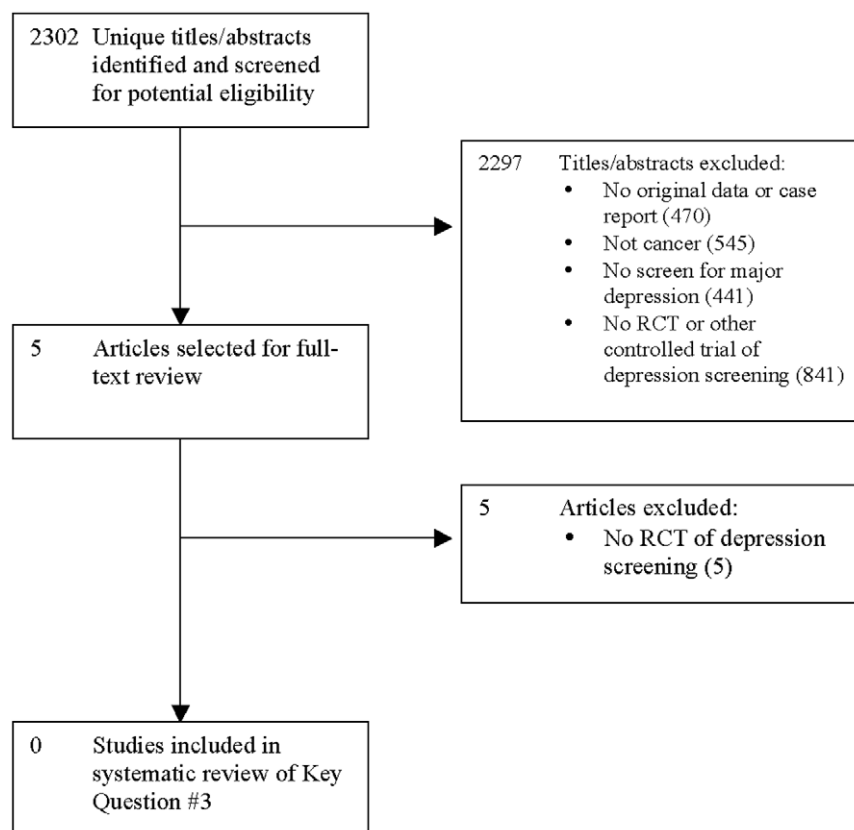 2302 Unique titles/abstracts
identified and screened
for potential eligibility
2297 Titles/abstracts excluded:
• No original data or case
report (470)
• Not cancer (545)
• No screen for major
depression (441)
• No RCT or other
controlled trial of
depression screening (841)
5 Articles selected for full-
text review
5 Articles excluded:
• No RCT of depression
screening (5)
0 Studies included in
systematic review of Key
Question #3